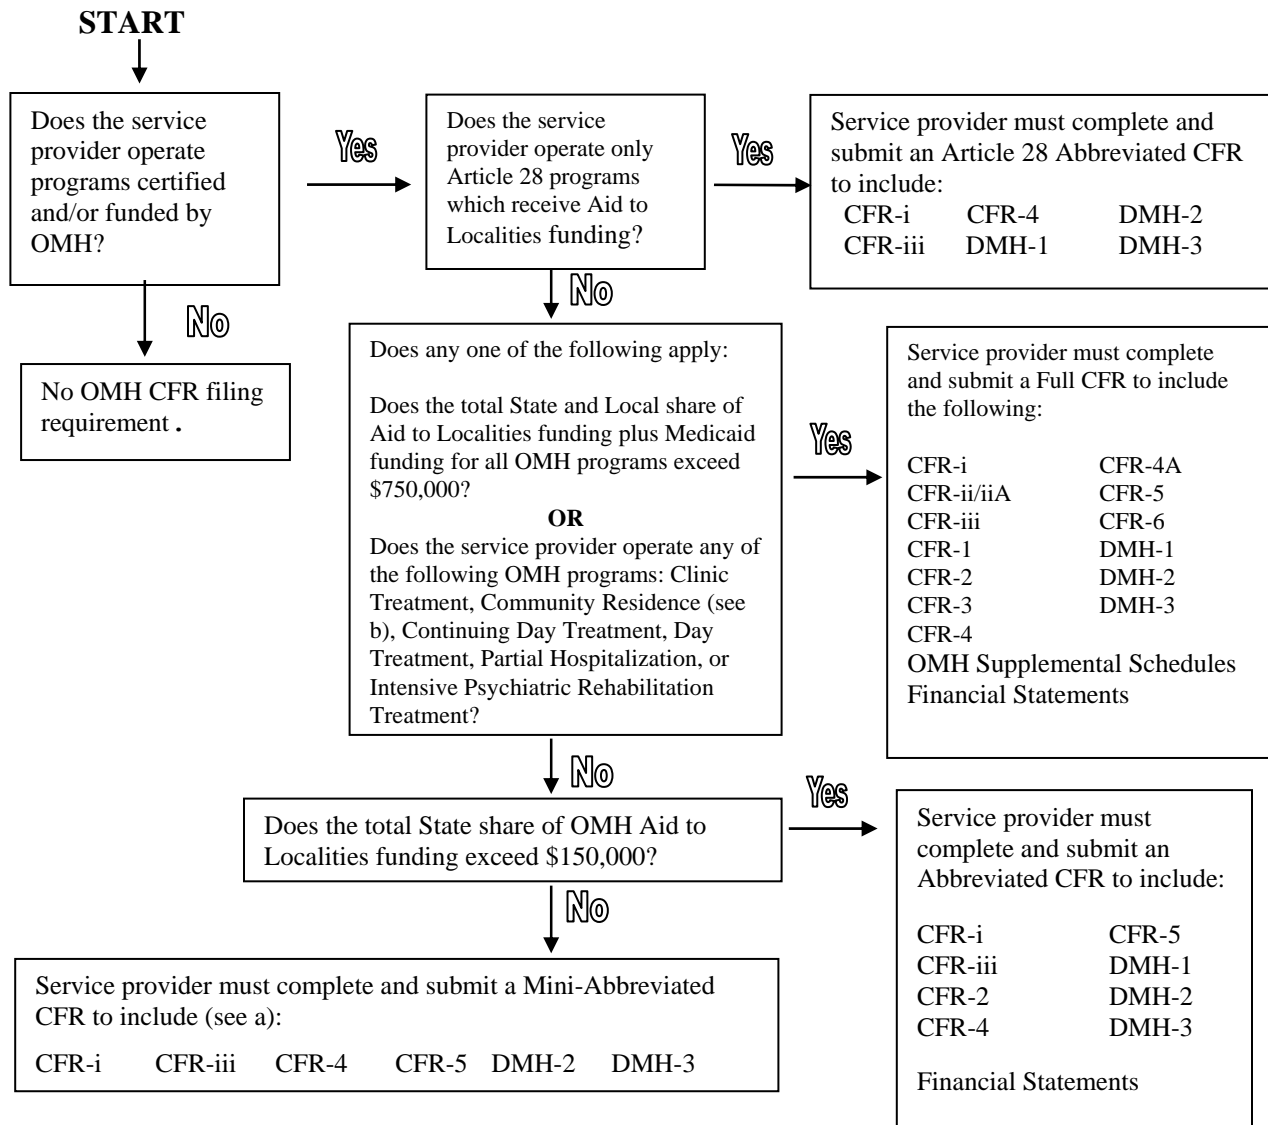 START
Does the service
provider operate
programs certified
and/or funded by
OMH?
Yes
Does the service
provider operate only
Article 28 programs
which receive Aid to
Localities funding?
Yes
Service provider must complete and
submit an Article 28 Abbreviated CFR
to include:
CFR-i CFR-4 DMH-2
CFR-iii DMH-1 DMH-3
No
No OMH CFR filing
requirement .
No
Does any one of the following apply:
Does the total State and Local share of
Aid to Localities funding plus Medicaid
funding for all OMH programs exceed
$750,000?
OR
Does the service provider operate any of
the following OMH programs: Clinic
Treatment, Community Residence (see
b), Continuing Day Treatment, Day
Treatment, Partial Hospitalization, or
Intensive Psychiatric Rehabilitation
Treatment?
Yes
Service provider must complete
and submit a Full CFR to include
the following:
CFR-i CFR-4A
CFR-ii/iiA CFR-5
CFR-iii CFR-6
CFR-1 DMH-1
CFR-2 DMH-2
CFR-3 DMH-3
CFR-4
OMH Supplemental Schedules
Financial Statements
No
Does the total State share of OMH Aid to
Localities funding exceed $150,000?
Yes
Service provider must
complete and submit an
Abbreviated CFR to include:
CFR-i CFR-5
CFR-iii DMH-1
CFR-2 DMH-2
CFR-4 DMH-3
Financial Statements
No
Service provider must complete and submit a Mini-Abbreviated
CFR to include (see a):
CFR-i CFR-iii CFR-4 CFR-5 DMH-2 DMH-3